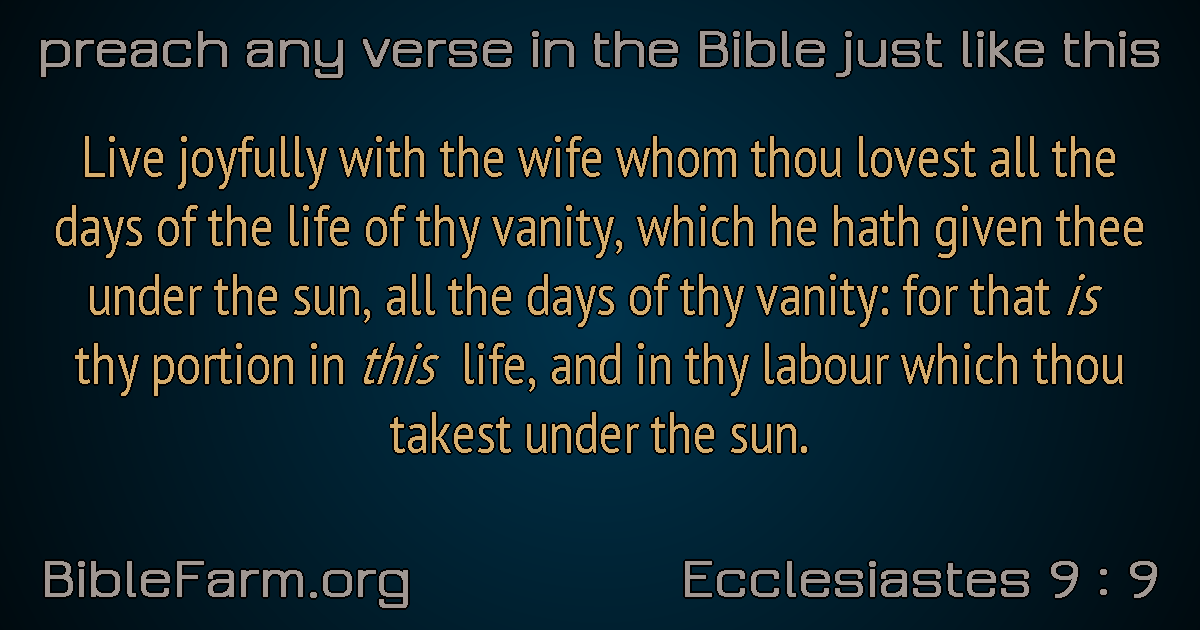 preach any verse in the Bible just like this
Live joyfully with the wife whom thou lovest all the
days of the life of thy vanity, which he hath given thee
under the sun, all the days of thy vanity: for that is
thy portion in this life, and in thy labour which thou
takest under the sun.
BibleFarm.org
Ecclesiastes 9 : 9